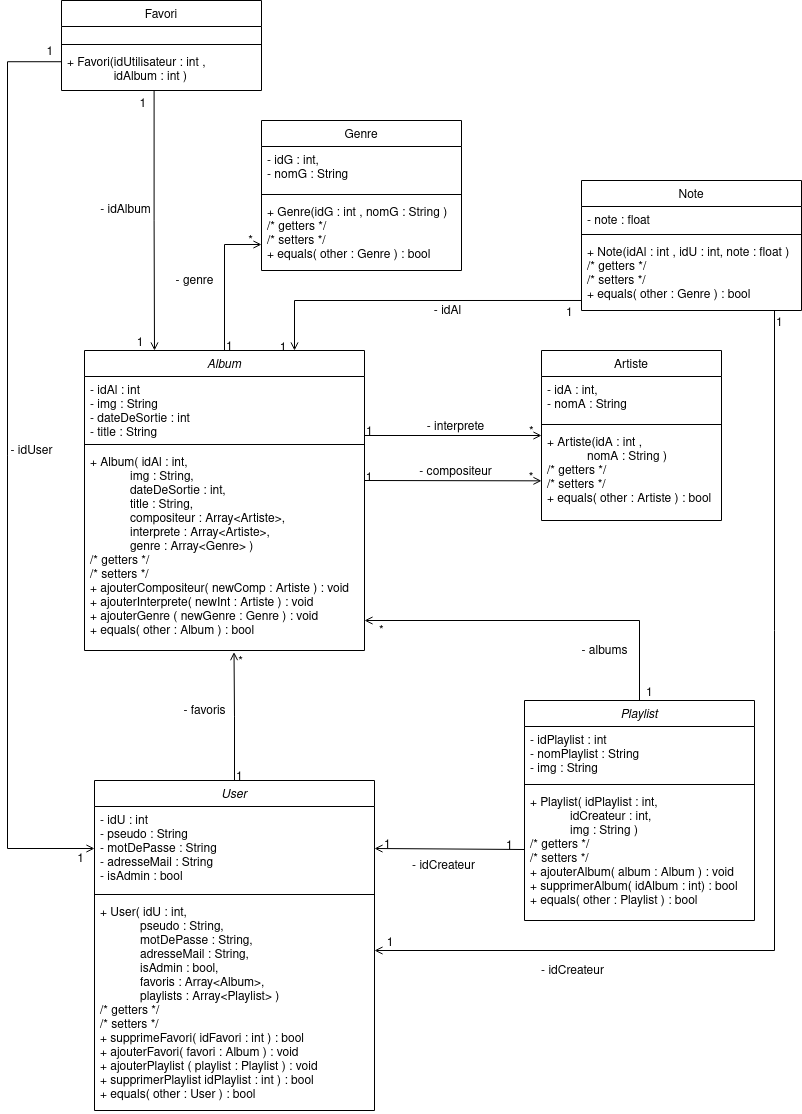 Favori
+ Favori(idUtilisateur : int ,
idAlbum : int )
1
1
- idAlbum
1
Genre
- idG : int,
- nomG : String
+ Genre(idG : int , nomG : String )
/* getters */
/* setters */
+ equals( other : Genre ) : bool
*
- genre
1
Note
- note : float
+ Note(idAl : int , idU : int, note : float )
/* getters */
/* setters */
+ equals( other : Genre ) : bool
1
- idAl
1
1
Album
- idAl : int
- img : String
- dateDeSortie : int
- title : String
+ Album( idAl : int,
img : String,
dateDeSortie : int,
title : String,
compositeur : Array<Artiste>,
interprete : Array<Artiste>,
genre : Array<Genre> )
/* getters */
/* setters */
+ ajouterCompositeur( newComp : Artiste ) : void
+ ajouterInterprete( newInt : Artiste ) : void
+ ajouterGenre ( newGenre : Genre ) : void
+ equals( other : Album ) : bool
1
- interprete
*
1
- compositeur
*
Artiste
- idA : int,
- nomA : String
+ Artiste(idA : int ,
nomA : String )
/* getters */
/* setters */
+ equals( other : Artiste ) : bool
- idUser
*
- albums
1
*
- favoris
1
Playlist
- idPlaylist : int
- nomPlaylist : String
- img : String
+ Playlist( idPlaylist : int,
idCreateur : int,
img : String )
/* getters */
/* setters */
+ ajouterAlbum( album : Album ) : void
+ supprimerAlbum( idAlbum : int) : bool
+ equals( other : Playlist ) : bool
User
- idU : int
- pseudo : String
- motDePasse : String
- adresseMail : String
- isAdmin : bool
+ User( idU : int,
pseudo : String,
motDePasse : String,
adresseMail : String,
isAdmin : bool,
favoris : Array<Album>,
playlists : Array<Playlist> )
/* getters */
/* setters */
+ supprimeFavori( idFavori : int ) : bool
+ ajouterFavori( favori : Album ) : void
+ ajouterPlaylist ( playlist : Playlist ) : void
+ supprimerPlaylist idPlaylist : int ) : bool
+ equals( other : User ) : bool
1
1
- idCreateur
1
1
- idCreateur